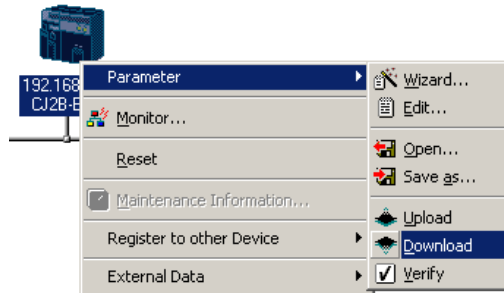 192.168
CJ2B-E
Parameter
Monitor...
Reset
Maintenance Information...
Register to other Device
External Data
Wizard...
Edit...
Open...
Save as...
Upload
Download
Verify